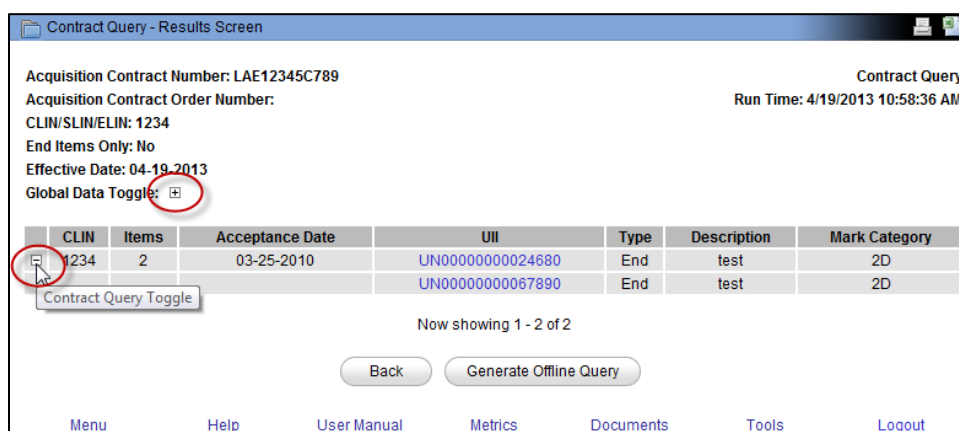 Contract Query - Results Screen
Acquisition Contract Number: LAE12345C789
Contract Query
Acquisition Contract Order Number:
Run Time: 4/19/2013 10:58:36 AM
CLIN/SLIN/ELIN: 1234
End Items Only: No
Effective Date: 04-19-2013
Global Data Toggle:
CLIN Items Acceptance Date UII Type Description Mark Category
1234 2 03-25-2010 UN00000000024680 End test 2D
UN00000000067890 End test 2D
Contract Query Toggle
Now showing 1 - 2 of 2
Back Generate Offline Query
Menu Help User Manual Metrics Documents Tools Logout